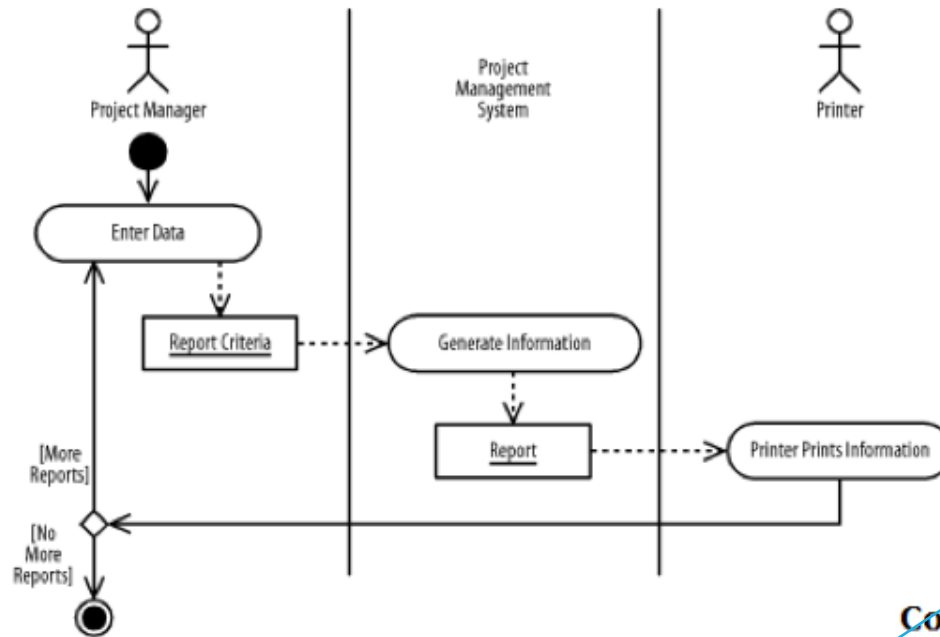 Project Manager
Project
Management
System
Printer
Enter Data
Report Criteria
Generate Information
Report
Printer Prints Information
[More
Reports]
[No
More
Reports]